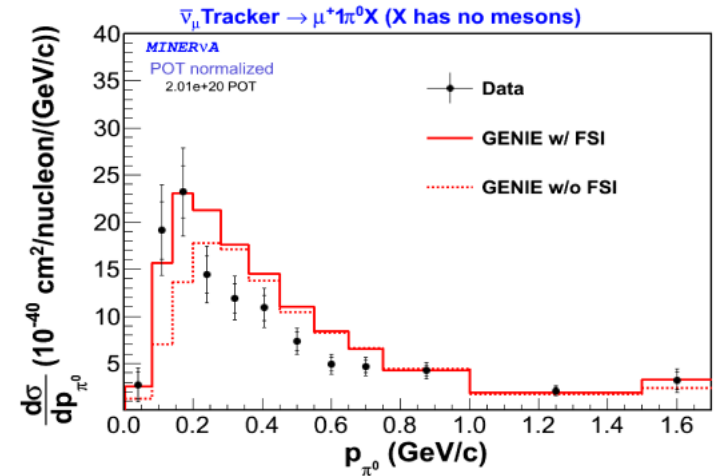 ν̅μTracker → μ⁺1π⁰X (X has no mesons)
MINERνA
POT normalized
2.01e+20 POT
Data
GENIE w/ FSI
GENIE w/o FSI
dσ/dpπ⁰ (10⁻⁴⁰ cm²/nucleon/(GeV/c))
40
35
30
25
20
15
10
5
0.0 0.2 0.4 0.6 0.8 1.0 1.2 1.4 1.6
pπ⁰ (GeV/c)